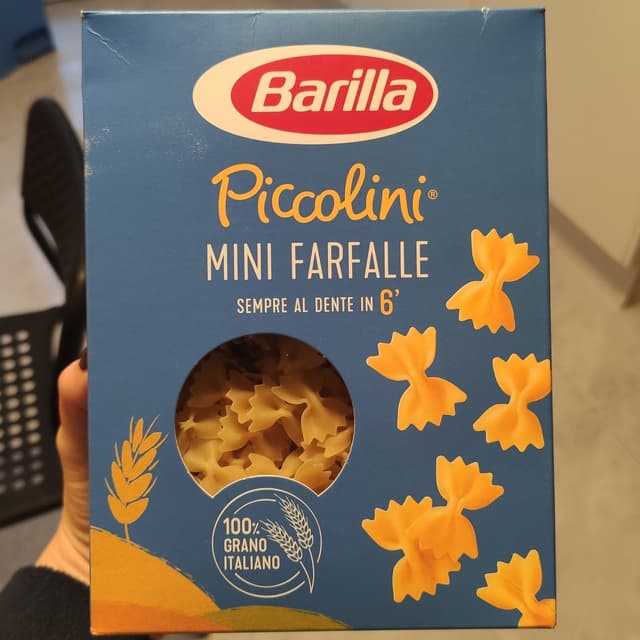 Barilla
Piccolini®
MINI FARFALLE
SEMPRE AL DENTE IN 6'
100%
GRANO
ITALIANO